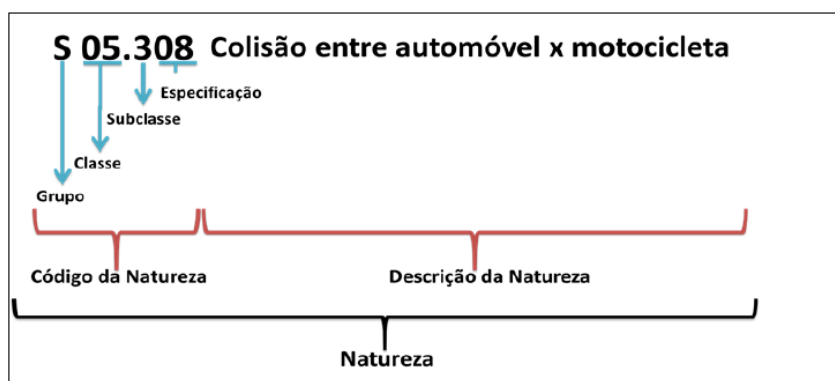 S 05.308 Colisão entre automóvel x motocicleta
Especificação
Subclasse
Classe
Grupo
Código da Natureza
Descrição da Natureza
Natureza